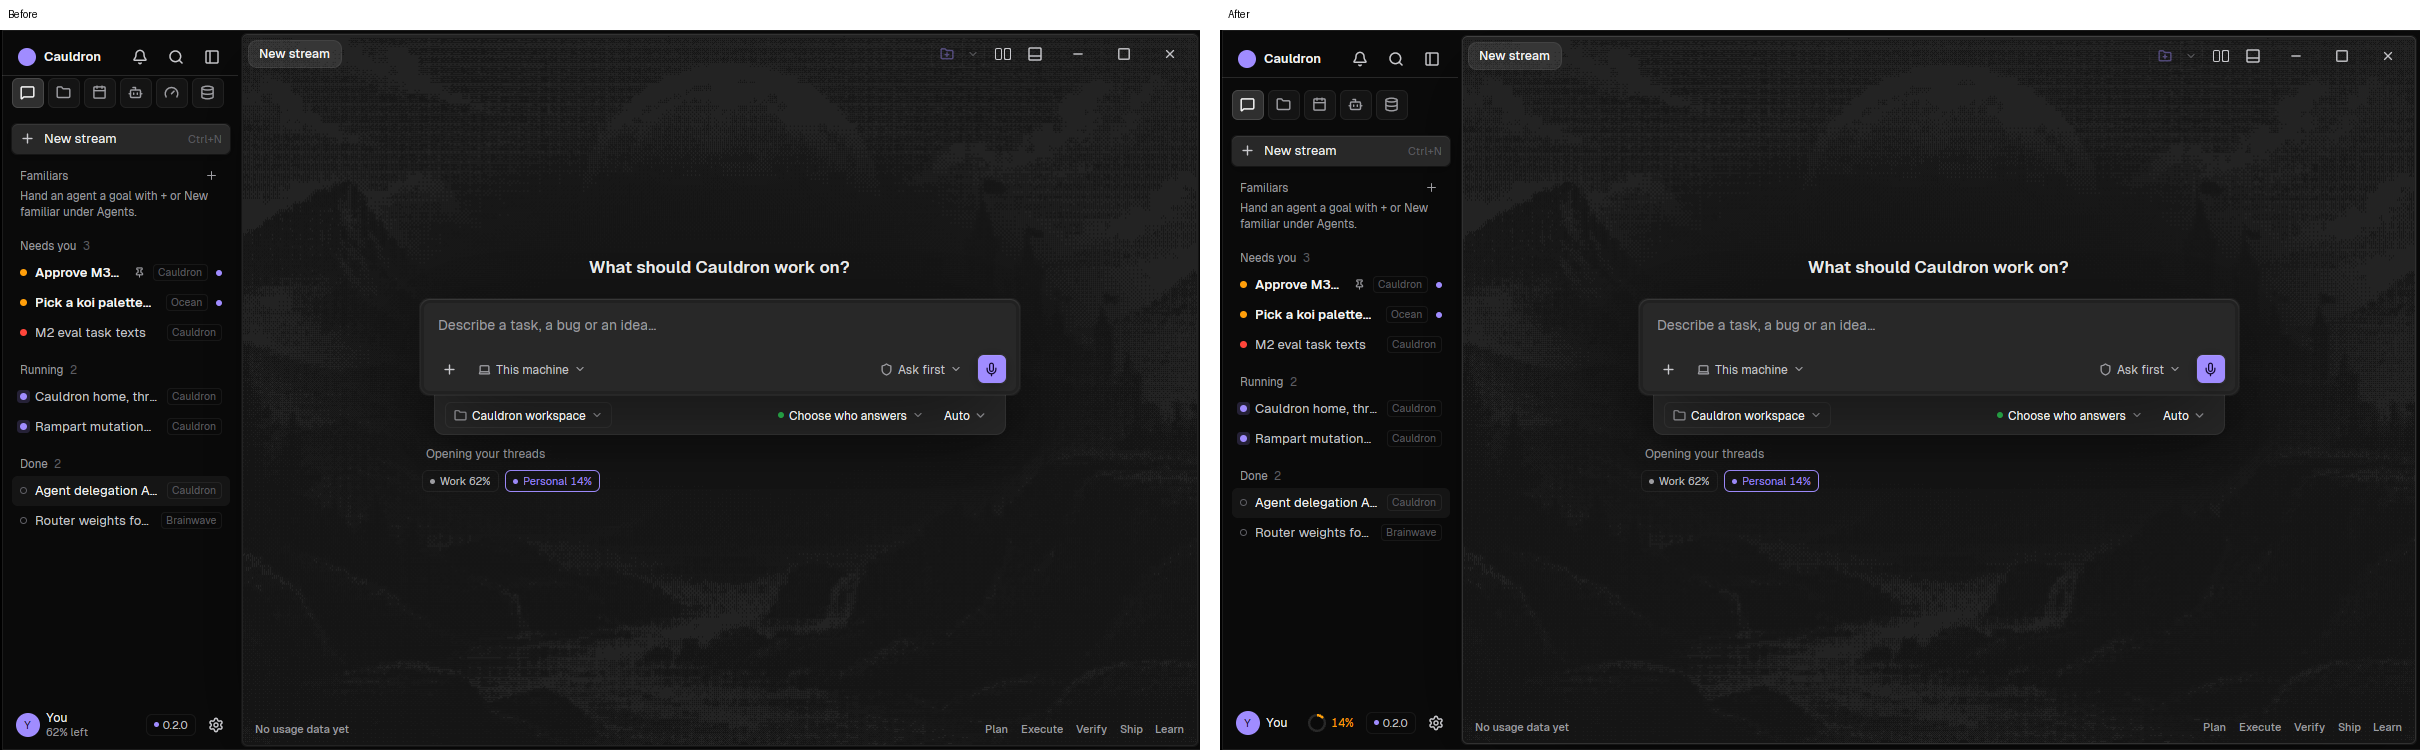 Before
Cauldron
New stream
New stream Ctrl+N
Familiars
Hand an agent a goal with + or New
familiar under Agents.
Needs you 3
Approve M3... Cauldron
Pick a koi palette... Ocean
M2 eval task texts Cauldron
Running 2
Cauldron home, thr... Cauldron
Rampart mutation... Cauldron
Done 2
Agent delegation A... Cauldron
Router weights fo... Brainwave
Y You
62% left
0.2.0
What should Cauldron work on?
Describe a task, a bug or an idea...
This machine Ask first
Cauldron workspace Choose who answers Auto
Opening your threads
Work 62% Personal 14%
No usage data yet Plan Execute Verify Ship Learn
After
Cauldron
New stream
New stream Ctrl+N
Familiars
Hand an agent a goal with + or New
familiar under Agents.
Needs you 3
Approve M3... Cauldron
Pick a koi palette... Ocean
M2 eval task texts Cauldron
Running 2
Cauldron home, thr... Cauldron
Rampart mutation... Cauldron
Done 2
Agent delegation A... Cauldron
Router weights fo... Brainwave
Y You 14% 0.2.0
What should Cauldron work on?
Describe a task, a bug or an idea...
This machine Ask first
Cauldron workspace Choose who answers Auto
Opening your threads
Work 62% Personal 14%
No usage data yet Plan Execute Verify Ship Learn